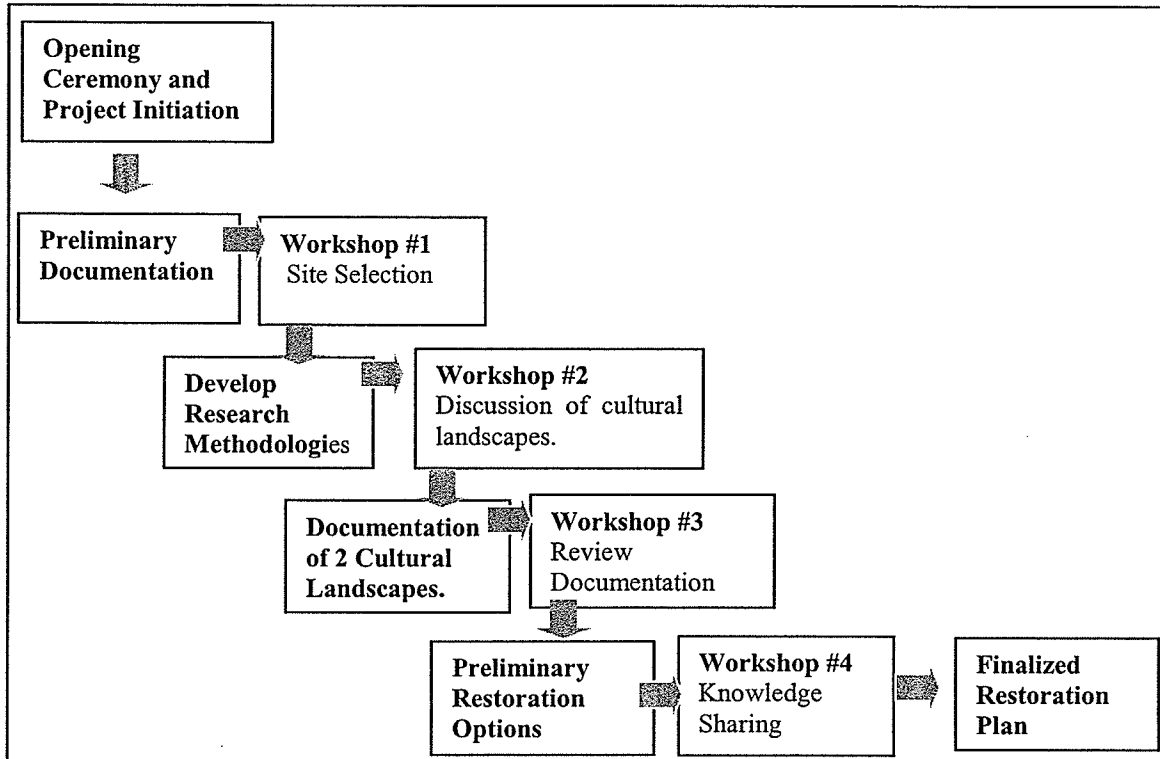 Opening
Ceremony and
Project Initiation
Preliminary
Documentation
Workshop #1
Site Selection
Develop
Research
Methodologies
Workshop #2
Discussion of cultural
landscapes.
Documentation
of 2 Cultural
Landscapes.
Workshop #3
Review
Documentation
Preliminary
Restoration
Options
Workshop #4
Knowledge
Sharing
Finalized
Restoration
Plan